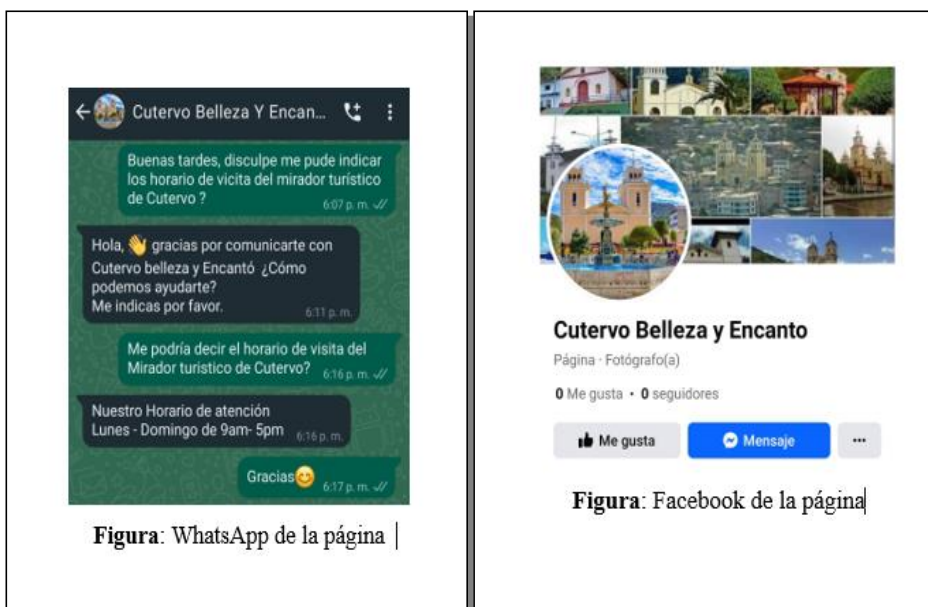 Cutervo Belleza Y Encan...
Buenas tardes, disculpe me pude indicar
los horario de vicita del mirador turístico
de Cutervo ?
6:07 p. m.
Hola, 👋 gracias por comunicarte con
Cutervo belleza y Encantó ¿Cómo
podemos ayudarte?
Me indicas por favor.
6:11 p. m.
Me podría decir el horario de visita del
Mirador turistico de Cutervo?
6:16 p. m.
Nuestro Horario de atención
Lunes - Domingo de 9am- 5pm
6:16 p. m.
Gracias😊
6:17 p. m.
Figura: WhatsApp de la página
Cutervo Belleza y Encanto
Página · Fotógrafo(a)
0 Me gusta • 0 seguidores
Me gusta
Mensaje
Figura: Facebook de la página